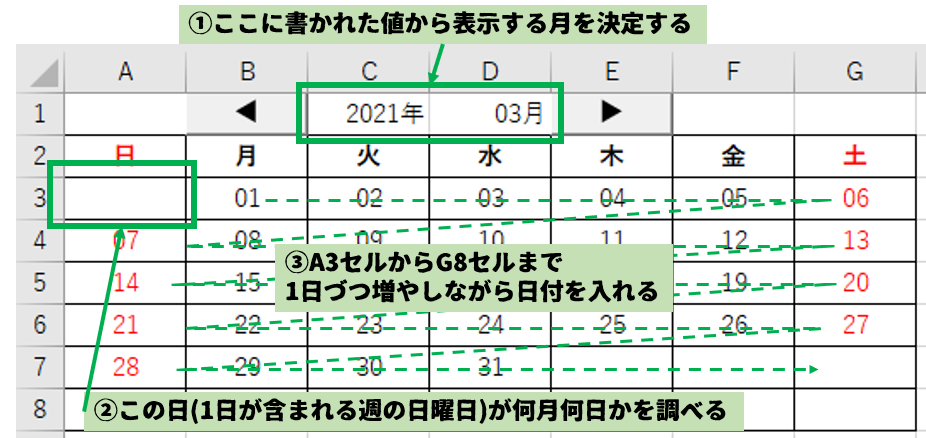 ①ここに書かれた値から表示する月を決定する
A B C D E F G
1 ◀ 2021年 03月 ▶
2 日 月 火 水 木 金 土
3 01 02 03 04 05 06
4 07 08 09 10 11 12 13
③A3セルからG8セルまで
1日づつ増やしながら日付を入れる
5 14 15 19 20
6 21 22 23 24 25 26 27
7 28 29 30 31
8
②この日(1日が含まれる週の日曜日)が何月何日かを調べる